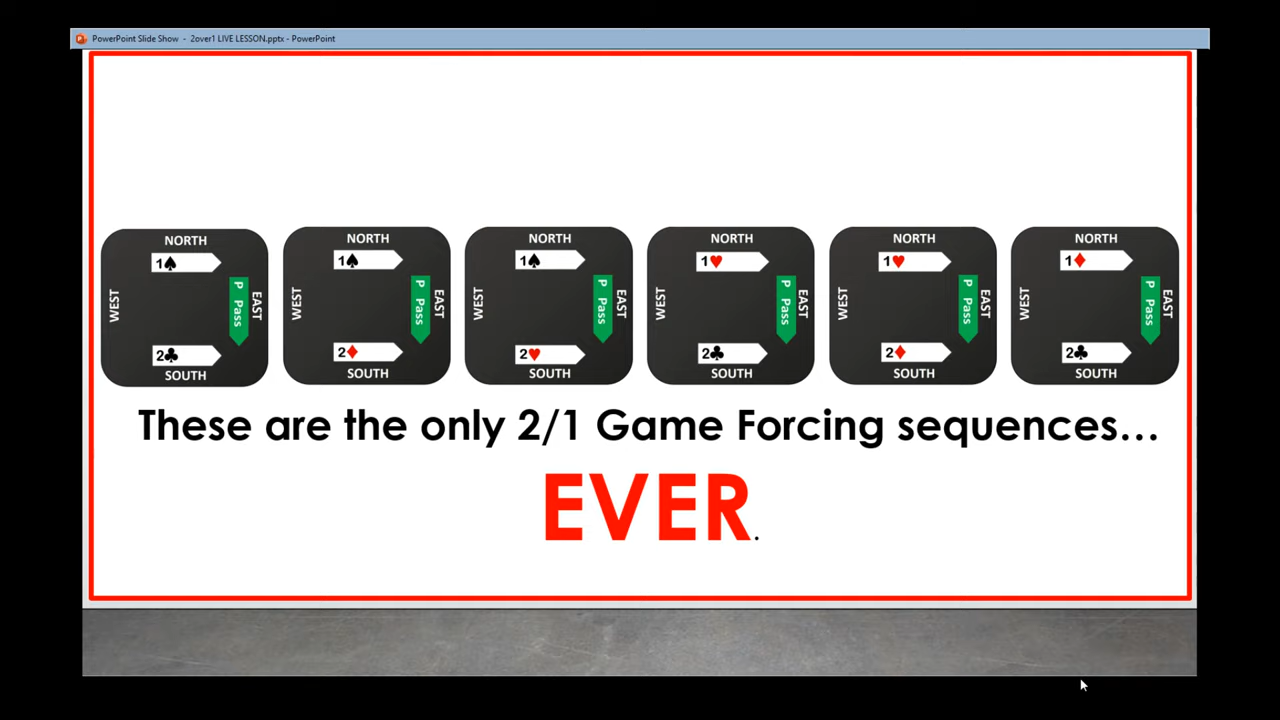 PowerPoint Slide Show - 2over1 LIVE LESSON.pptx - PowerPoint
NORTH
1♠
WEST
P Pass
EAST
2♣
SOUTH
NORTH
1♠
WEST
P Pass
EAST
2♦
SOUTH
NORTH
1♠
WEST
P Pass
EAST
2♥
SOUTH
NORTH
1♥
WEST
P Pass
EAST
2♣
SOUTH
NORTH
1♥
WEST
P Pass
EAST
2♦
SOUTH
NORTH
1♦
WEST
P Pass
EAST
2♣
SOUTH
These are the only 2/1 Game Forcing sequences...
EVER.